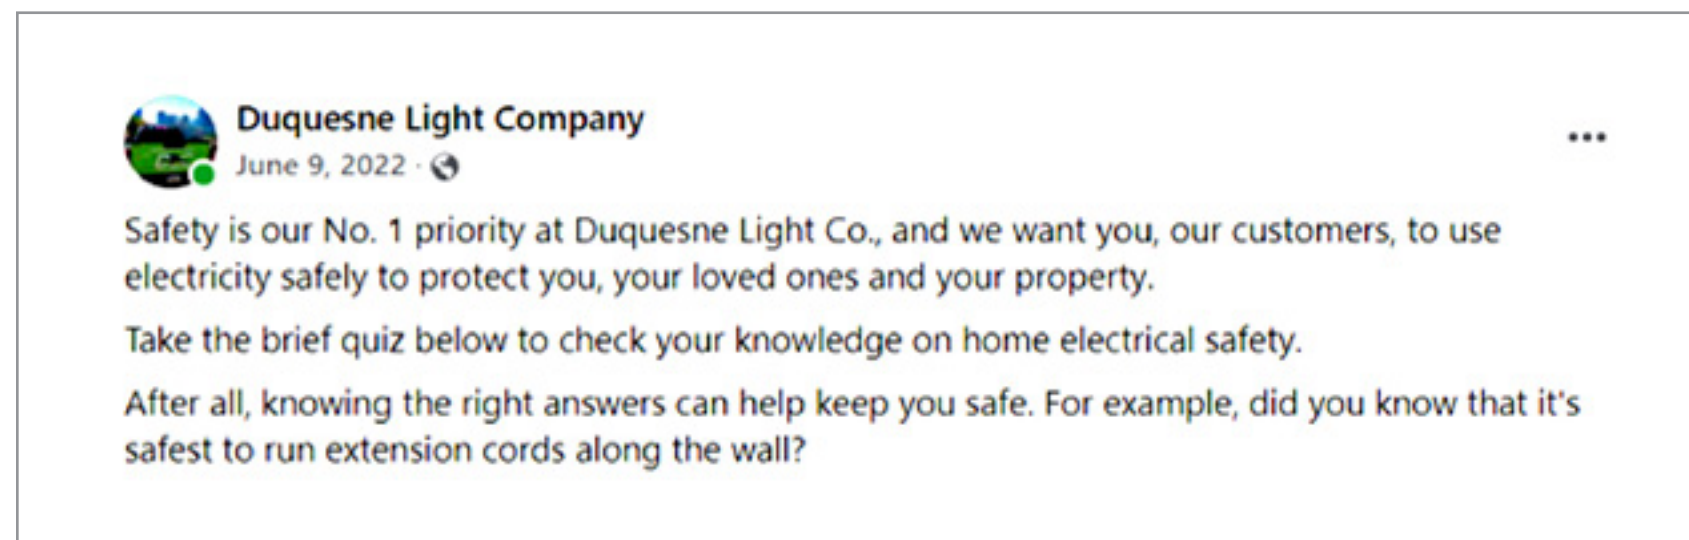 Duquesne Light Company
June 9, 2022 ·
Safety is our No. 1 priority at Duquesne Light Co., and we want you, our customers, to use
electricity safely to protect you, your loved ones and your property.
Take the brief quiz below to check your knowledge on home electrical safety.
After all, knowing the right answers can help keep you safe. For example, did you know that it's
safest to run extension cords along the wall?